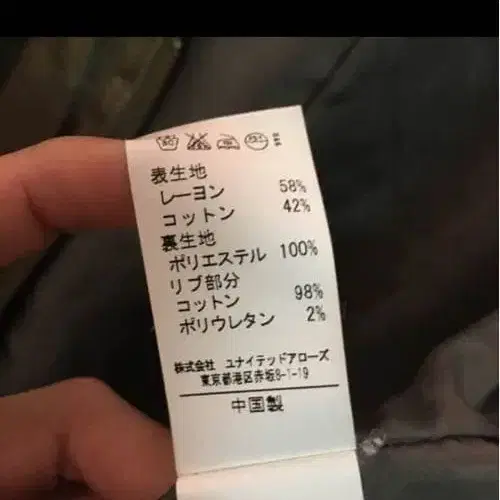 表生地
レーヨン 58%
コットン 42%
裏生地
ポリエステル 100%
リブ部分
コットン 98%
ポリウレタン 2%
株式会社 ユナイテッドアローズ
東京都港区赤坂8-1-19
中国製